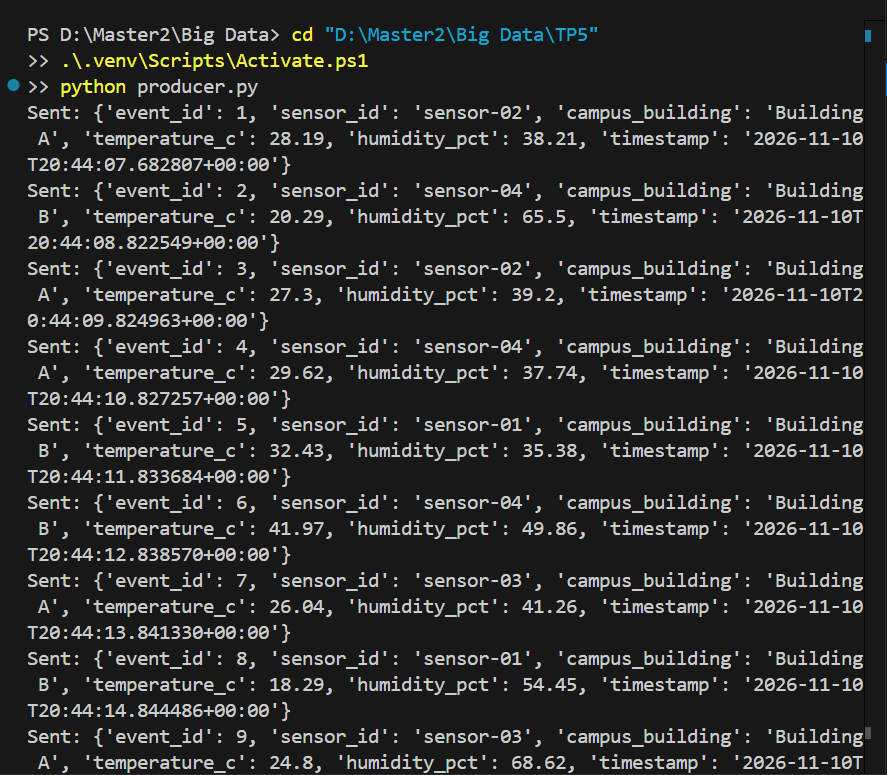 PS D:\Master2\Big Data> cd "D:\Master2\Big Data\TP5"
>> .\.venv\Scripts\Activate.ps1
>> python producer.py
Sent: {'event_id': 1, 'sensor_id': 'sensor-02', 'campus_building': 'Building
 A', 'temperature_c': 28.19, 'humidity_pct': 38.21, 'timestamp': '2026-11-10
T20:44:07.682807+00:00'}
Sent: {'event_id': 2, 'sensor_id': 'sensor-04', 'campus_building': 'Building
 B', 'temperature_c': 20.29, 'humidity_pct': 65.5, 'timestamp': '2026-11-10T
20:44:08.822549+00:00'}
Sent: {'event_id': 3, 'sensor_id': 'sensor-02', 'campus_building': 'Building
 A', 'temperature_c': 27.3, 'humidity_pct': 39.2, 'timestamp': '2026-11-10T2
0:44:09.824963+00:00'}
Sent: {'event_id': 4, 'sensor_id': 'sensor-04', 'campus_building': 'Building
 A', 'temperature_c': 29.62, 'humidity_pct': 37.74, 'timestamp': '2026-11-10
T20:44:10.827257+00:00'}
Sent: {'event_id': 5, 'sensor_id': 'sensor-01', 'campus_building': 'Building
 B', 'temperature_c': 32.43, 'humidity_pct': 35.38, 'timestamp': '2026-11-10
T20:44:11.833684+00:00'}
Sent: {'event_id': 6, 'sensor_id': 'sensor-04', 'campus_building': 'Building
 B', 'temperature_c': 41.97, 'humidity_pct': 49.86, 'timestamp': '2026-11-10
T20:44:12.838570+00:00'}
Sent: {'event_id': 7, 'sensor_id': 'sensor-03', 'campus_building': 'Building
 A', 'temperature_c': 26.04, 'humidity_pct': 41.26, 'timestamp': '2026-11-10
T20:44:13.841330+00:00'}
Sent: {'event_id': 8, 'sensor_id': 'sensor-01', 'campus_building': 'Building
 B', 'temperature_c': 18.29, 'humidity_pct': 54.45, 'timestamp': '2026-11-10
T20:44:14.844486+00:00'}
Sent: {'event_id': 9, 'sensor_id': 'sensor-03', 'campus_building': 'Building
 A', 'temperature_c': 24.8, 'humidity_pct': 68.62, 'timestamp': '2026-11-10T